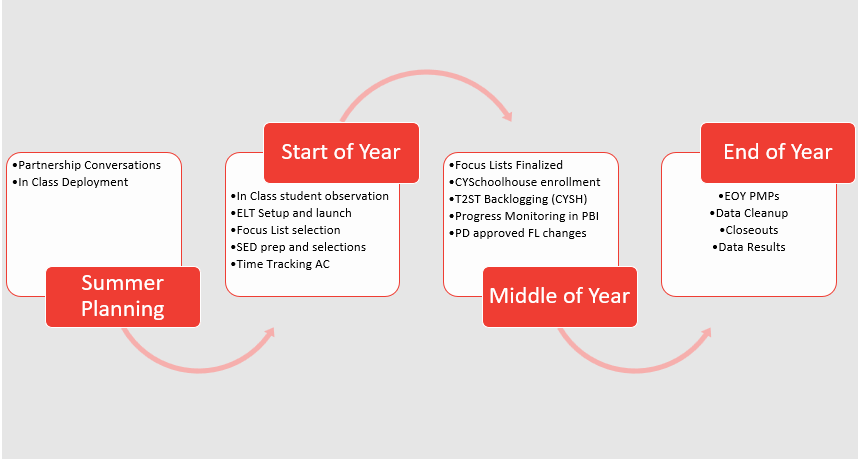 •Partnership Conversations
•In Class Deployment
Summer
Planning
Start of Year
•In Class student observation
•ELT Setup and launch
•Focus List selection
•SED prep and selections
•Time Tracking AC
•Focus Lists Finalized
•CYSchoolhouse enrollment
•T2ST Backlogging (CYSH)
•Progress Monitoring in PBI
•PD approved FL changes
Middle of Year
End of Year
•EOY PMPs
•Data Cleanup
•Closeouts
•Data Results